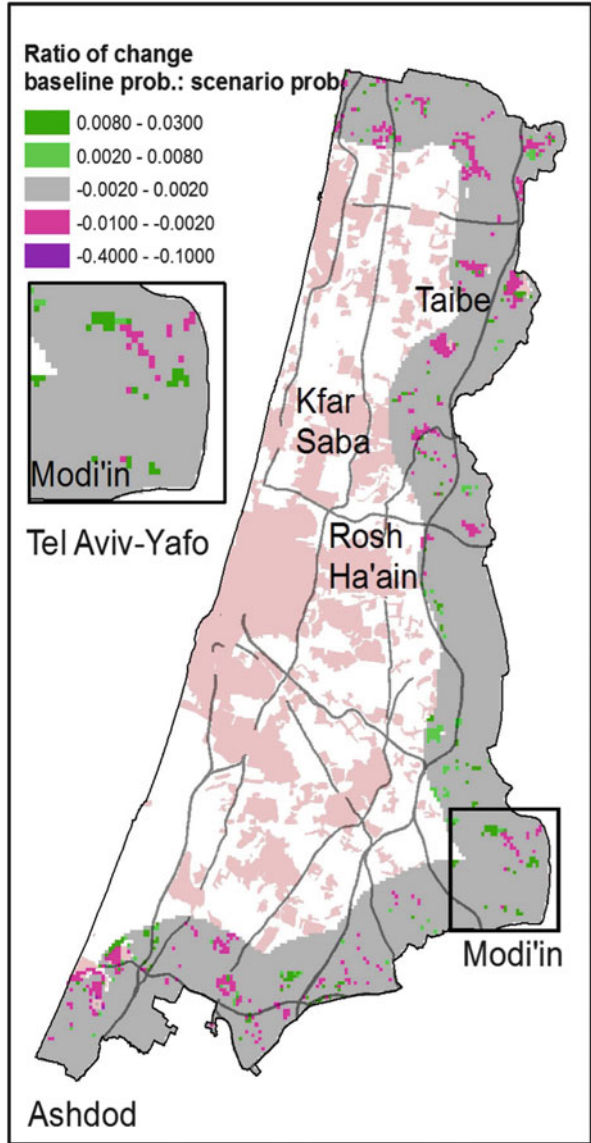 Ratio of change
baseline prob.: scenario prob
0.0080 - 0.0300
0.0020 - 0.0080
-0.0020 - 0.0020
-0.0100 - -0.0020
-0.4000 - -0.1000
Taibe
Kfar
Saba
Modi'in
Tel Aviv-Yafo
Rosh
Ha'ain
Modi'in
Ashdod